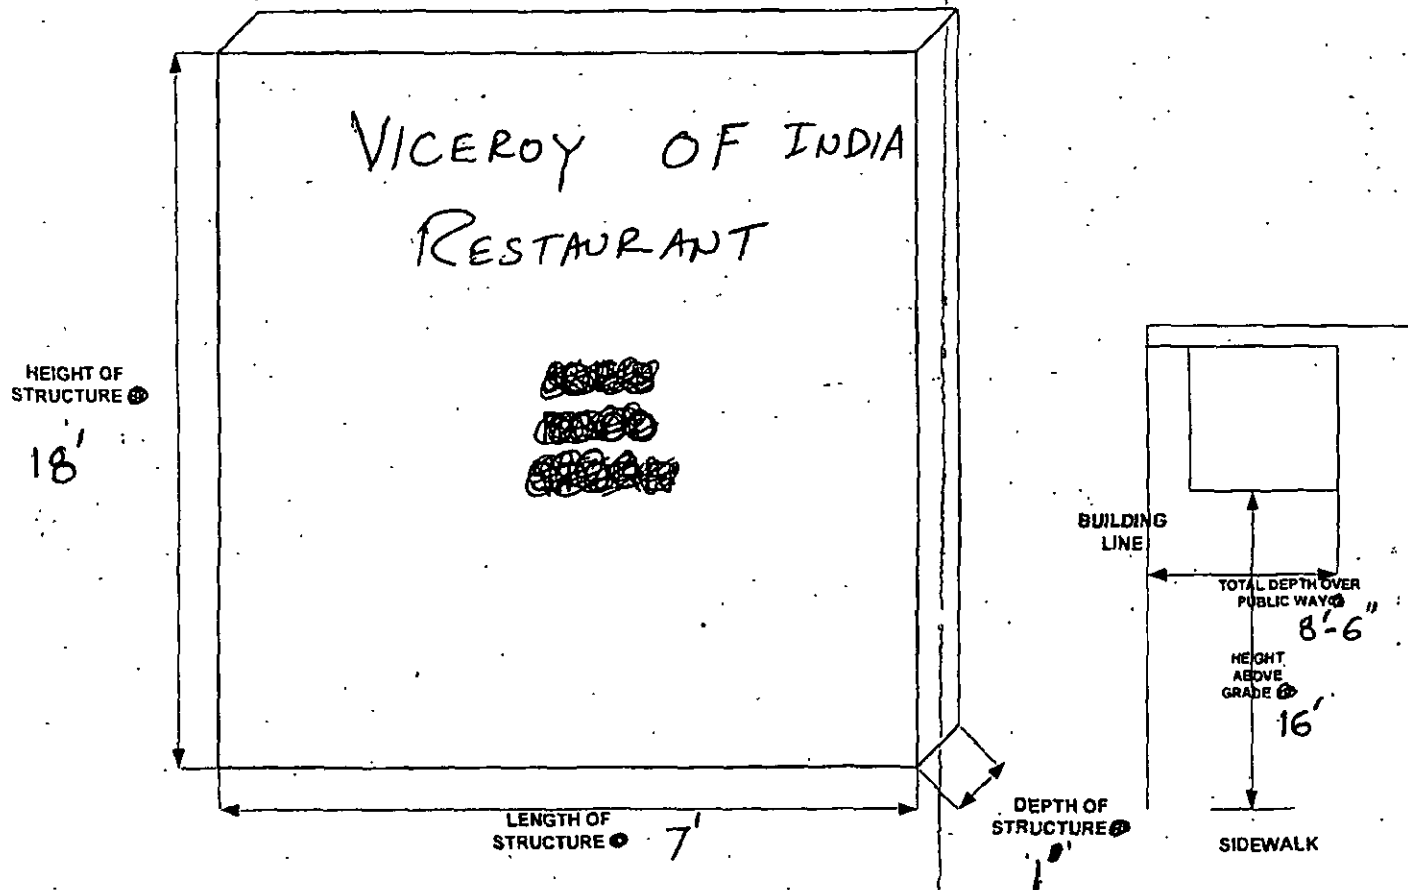 VICEROY OF INDIA
RESTAURANT
HEIGHT OF
STRUCTURE
18'
BUILDING
LINE
TOTAL DEPTH OVER
PUBLIC WAY
8'-6"
HEIGHT
ABOVE
GRADE
16'
LENGTH OF
STRUCTURE
7'
DEPTH OF
STRUCTURE
1'
SIDEWALK